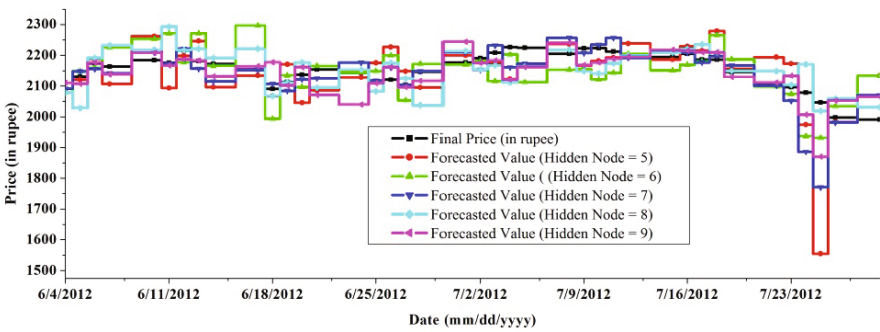 Price (in rupee)
2300
2200
2100
2000
1900
1800
1700
1600
1500
Final Price (in rupee)
Forecasted Value (Hidden Node = 5)
Forecasted Value ( (Hidden Node = 6)
Forecasted Value (Hidden Node = 7)
Forecasted Value (Hidden Node = 8)
Forecasted Value (Hidden Node = 9)
6/4/2012 6/11/2012 6/18/2012 6/25/2012 7/2/2012 7/9/2012 7/16/2012 7/23/2012
Date (mm/dd/yyyy)